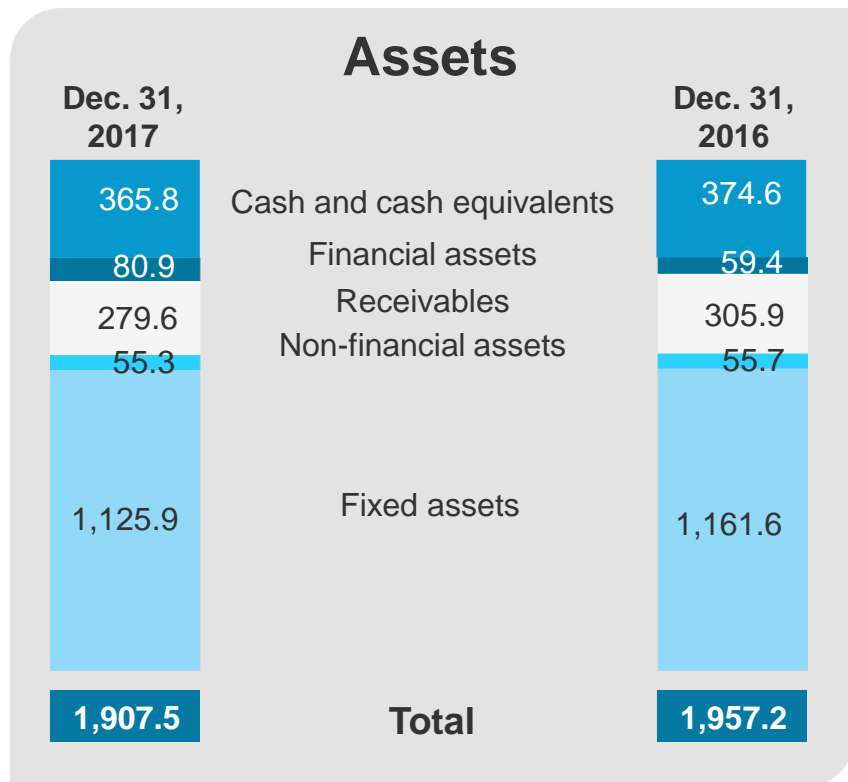 Assets
Dec. 31,
2017
Dec. 31,
2016
365.8 Cash and cash equivalents 374.6
80.9 Financial assets 59.4
279.6 Receivables 305.9
55.3 Non-financial assets 55.7
1,125.9 Fixed assets 1,161.6
1,907.5 Total 1,957.2